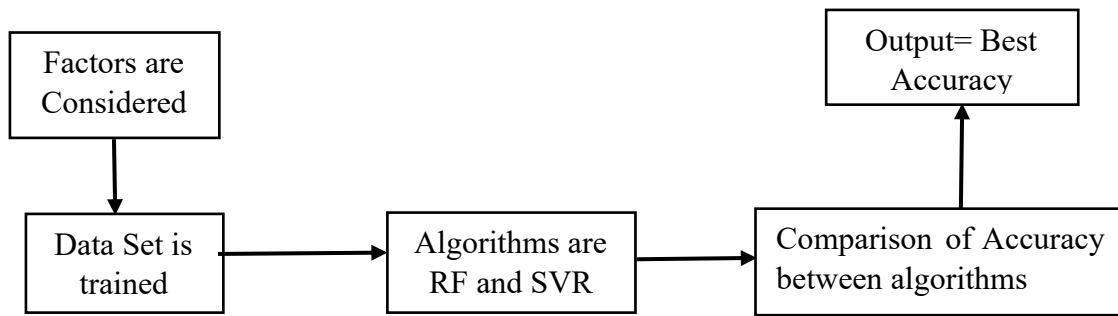 Factors are
Considered
Data Set is
trained
Algorithms are
RF and SVR
Comparison of Accuracy
between algorithms
Output= Best
Accuracy